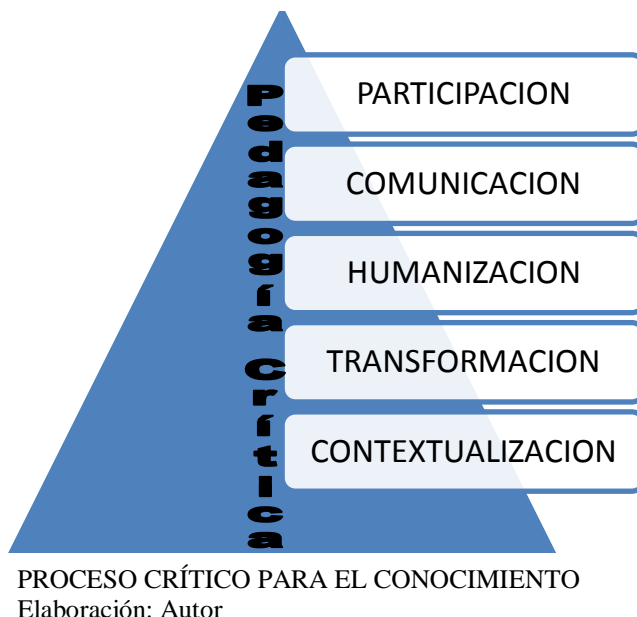 Pedagogía Crítica
PARTICIPACION
COMUNICACION
HUMANIZACION
TRANSFORMACION
CONTEXTUALIZACION
PROCESO CRÍTICO PARA EL CONOCIMIENTO
Elaboración: Autor